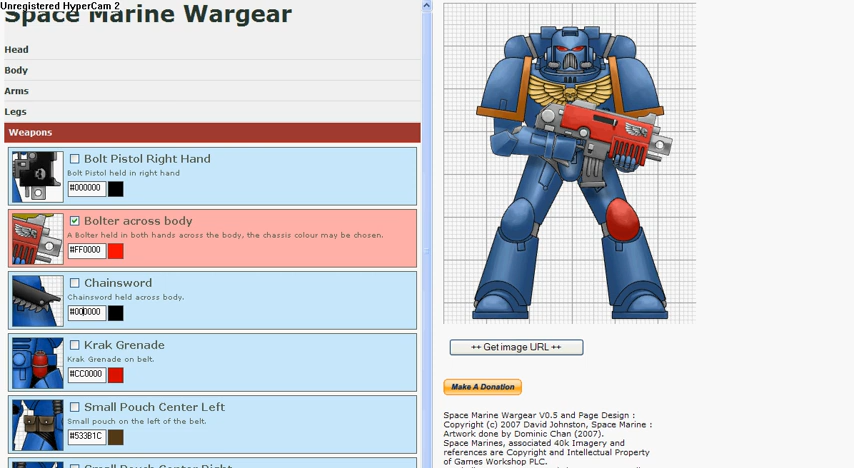 Unregistered HyperCam 2
Space Marine Wargear
Head
Body
Arms
Legs
Weapons
Bolt Pistol Right Hand
Bolt Pistol held in right hand
#000000
Bolter across body
A Bolter held in both hands across the body, the chassis colour may be chosen.
#FF0000
Chainsword
Chainsword held across body.
#000000
Krak Grenade
Krak Grenade on belt.
#CC0000
Small Pouch Center Left
Small pouch on the left of the belt.
#533B1C
Small Pouch Center Right
++ Get image URL ++
Make A Donation
Space Marine Wargear V0.5 and Page Design :
Copyright (c) 2007 David Johnston, Space Marine :
Artwork done by Dominic Chan (2007).
Space Marines, associated 40k Imagery and
references are Copyright and Intellectual Property
of Games Workshop PLC.